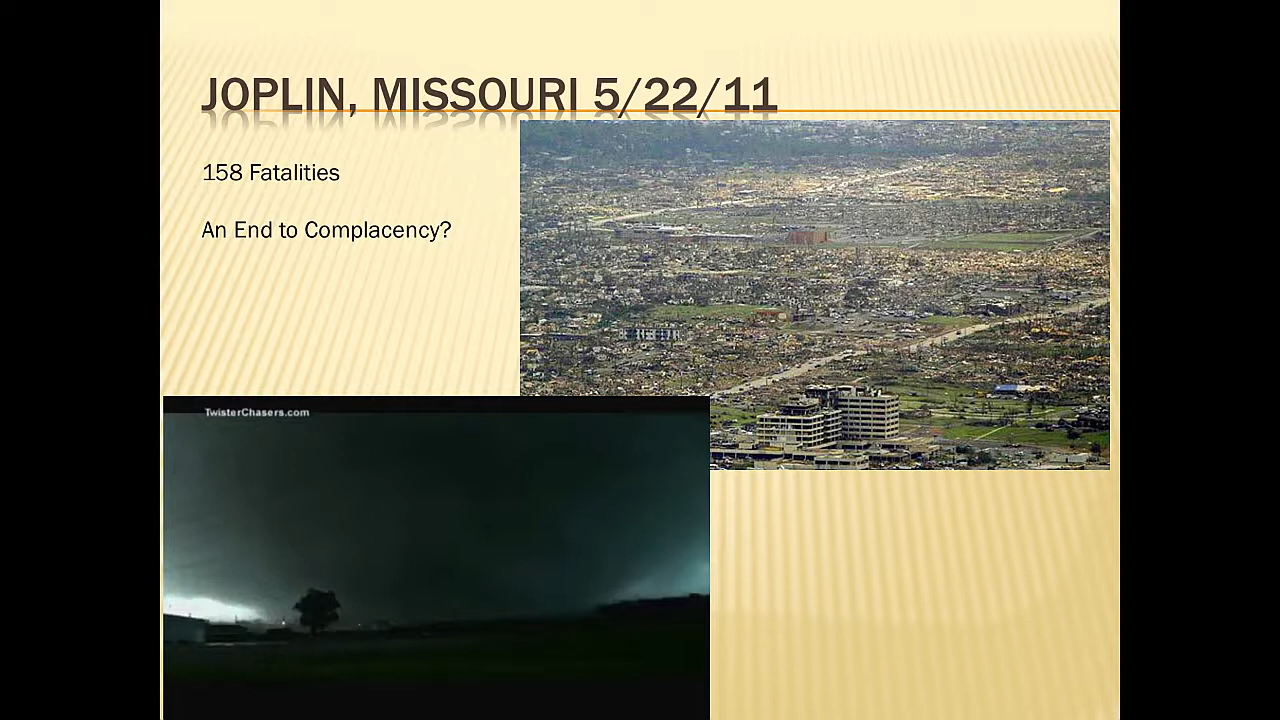 JOPLIN, MISSOURI 5/22/11
158 Fatalities
An End to Complacency?
TwisterChasers.com